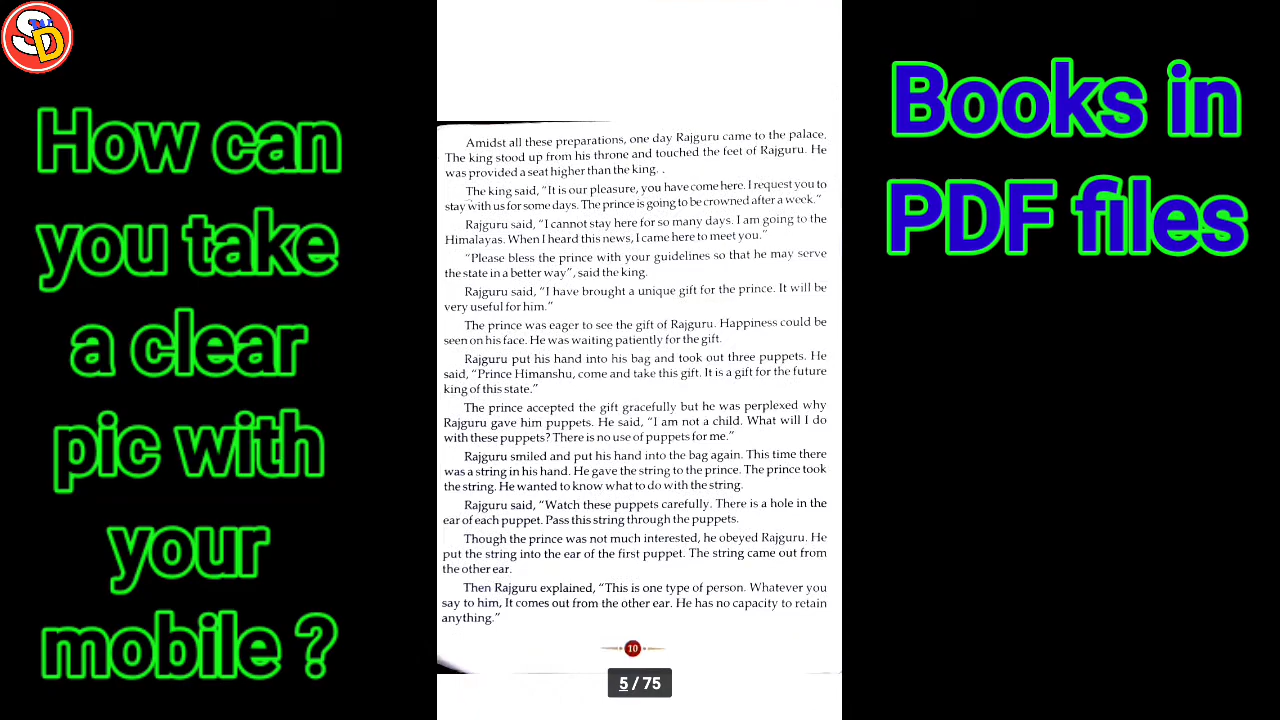 SD
How can
you take
a clear
pic with
your
mobile ?
Amidst all these preparations, one day Rajguru came to the palace.
The king stood up from his throne and touched the feet of Rajguru. He
was provided a seat higher than the king. .
The king said, “It is our pleasure, you have come here. I request you to
stay with us for some days. The prince is going to be crowned after a week.”
Rajguru said, “I cannot stay here for so many days. I am going to the
Himalayas. When I heard this news, I came here to meet you.”
“Please bless the prince with your guidelines so that he may serve
the state in a better way”, said the king.
Rajguru said, “I have brought a unique gift for the prince. It will be
very useful for him.”
The prince was eager to see the gift of Rajguru. Happiness could be
seen on his face. He was waiting patiently for the gift.
Rajguru put his hand into his bag and took out three puppets. He
said, “Prince Himanshu, come and take this gift. It is a gift for the future
king of this state.”
The prince accepted the gift gracefully but he was perplexed why
Rajguru gave him puppets. He said, “I am not a child. What will I do
with these puppets? There is no use of puppets for me.”
Rajguru smiled and put his hand into the bag again. This time there
was a string in his hand. He gave the string to the prince. The prince took
the string. He wanted to know what to do with the string.
Rajguru said, “Watch these puppets carefully. There is a hole in the
ear of each puppet. Pass this string through the puppets.
Though the prince was not much interested, he obeyed Rajguru. He
put the string into the ear of the first puppet. The string came out from
the other ear.
Then Rajguru explained, “This is one type of person. Whatever you
say to him, It comes out from the other ear. He has no capacity to retain
anything.”
10
5 / 75
Books in
PDF files